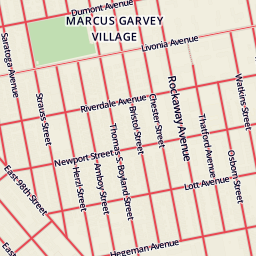 Dumont Avenue
MARCUS GARVEY
VILLAGE
Livonia Avenue
Saratoga Avenue
Strauss Street
Riverdale Avenue
Bristol Street
Chester Street
Rockaway Avenue
Thatford Avenue
Watkins Street
Osborn Street
Thomas S. Boyland Street
Newport Street
Herzl Street
Amboy Street
East 98th Street
Lott Avenue
East
Hegeman Avenue